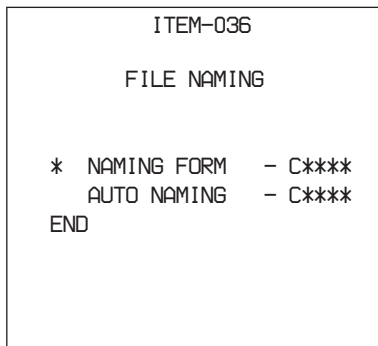 ITEM-036
FILE NAMING
* NAMING FORM - C****
AUTO NAMING - C****
END